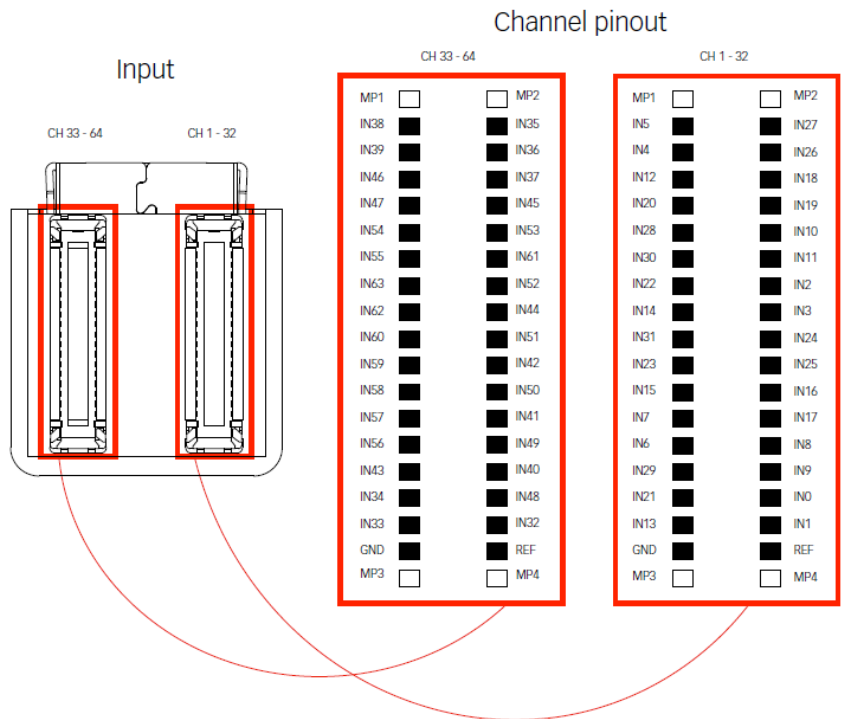 Channel pinout
Input
CH 33 - 64
CH 1 - 32
CH 33 - 64
MP1 MP2
IN38 IN35
IN39 IN36
IN46 IN37
IN47 IN45
IN54 IN53
IN55 IN61
IN63 IN52
IN62 IN44
IN60 IN51
IN59 IN42
IN58 IN50
IN57 IN41
IN56 IN49
IN43 IN40
IN34 IN48
IN33 IN32
GND REF
MP3 MP4
CH 1 - 32
MP1 MP2
IN5 IN27
IN4 IN26
IN12 IN18
IN20 IN19
IN28 IN10
IN30 IN11
IN22 IN2
IN14 IN3
IN31 IN24
IN23 IN25
IN15 IN16
IN7 IN17
IN6 IN8
IN29 IN9
IN21 IN0
IN13 IN1
GND REF
MP3 MP4